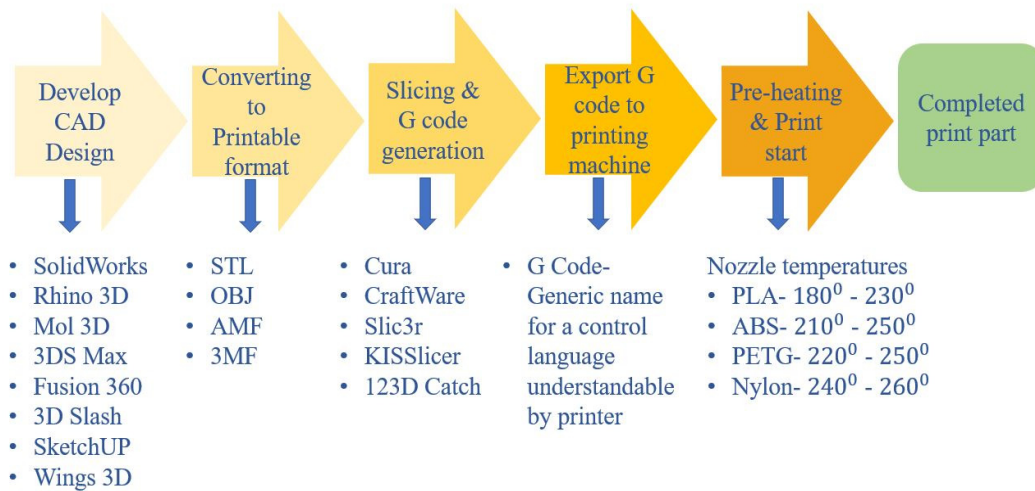 Develop
CAD
Design
Converting
to
Printable
format
Slicing &
G code
generation
Export G
code to
printing
machine
Pre-heating
& Print
start
Completed
print part
• SolidWorks
• Rhino 3D
• Mol 3D
• 3DS Max
• Fusion 360
• 3D Slash
• SketchUP
• Wings 3D
• STL
• OBJ
• AMF
• 3MF
• Cura
• CraftWare
• Slic3r
• KISSlicer
• 123D Catch
• G Code-
Generic name
for a control
language
understandable
by printer
Nozzle temperatures
• PLA- 180⁰ - 230⁰
• ABS- 210⁰ - 250⁰
• PETG- 220⁰ - 250⁰
• Nylon- 240⁰ - 260⁰